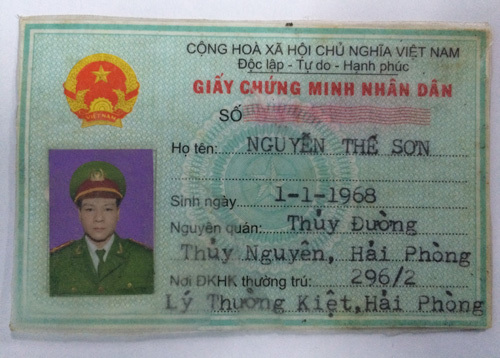 CỘNG HOÀ XÃ HỘI CHỦ NGHĨA VIỆT NAM
Độc lập - Tự do - Hạnh phúc
GIẤY CHỨNG MINH NHÂN DÂN
SỐ
Họ tên: NGUYỄN THẾ SƠN
Sinh ngày 1-1-1968
Nguyên quán: Thủy Đường
Thủy Nguyên, Hải Phòng
Nơi ĐKHK thường trú: 296/2
Lý Thường Kiệt,Hải Phòng
VIỆT NAM